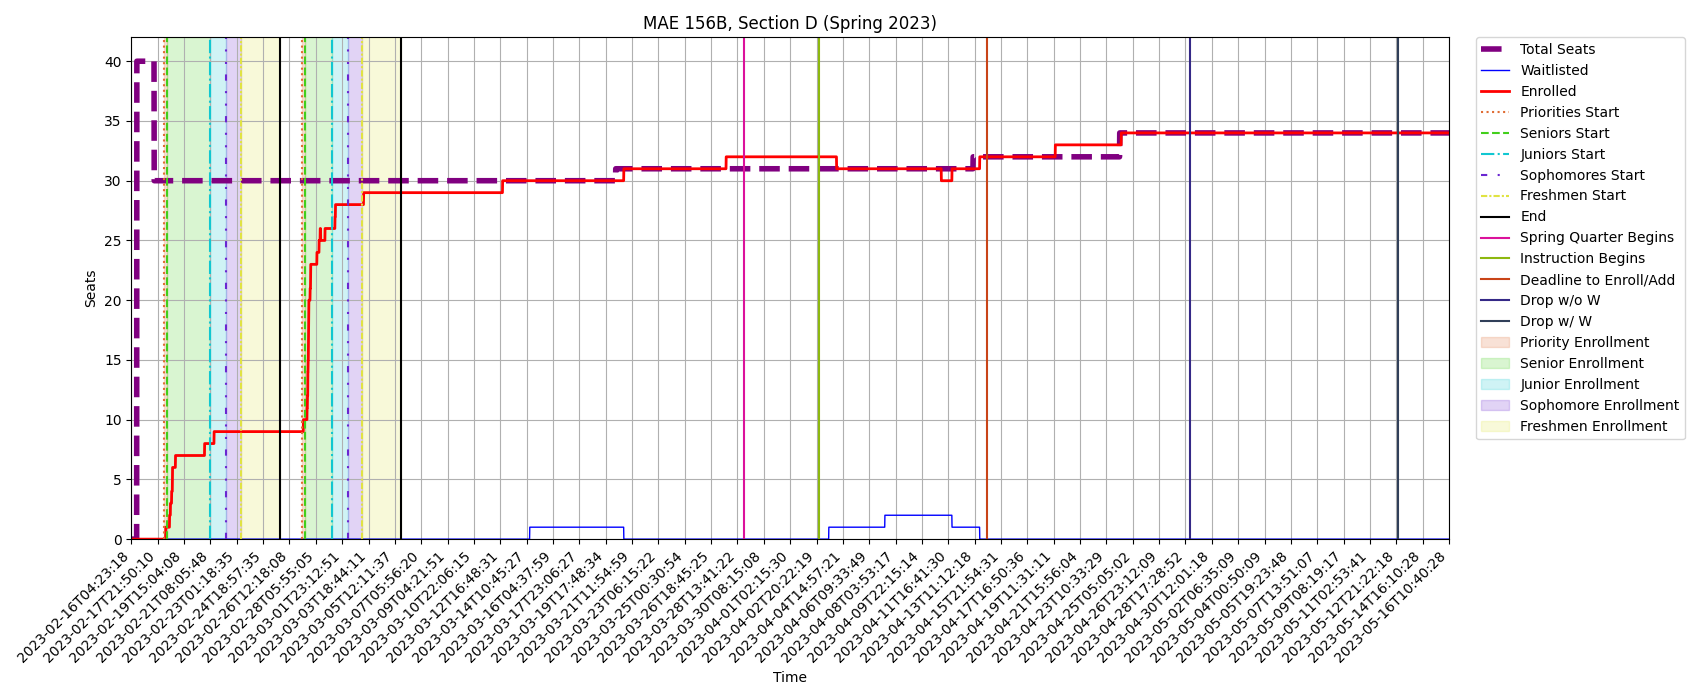 MAE 156B, Section D (Spring 2023)
Seats
40
35
30
25
20
15
10
5
0
2023-02-16T04:23:18
2023-02-17T21:50:10
2023-02-19T15:04:08
2023-02-21T08:05:48
2023-02-23T01:18:35
2023-02-24T18:57:35
2023-02-26T12:18:08
2023-02-28T05:55:05
2023-03-01T23:12:51
2023-03-03T18:44:11
2023-03-05T12:11:37
2023-03-07T05:56:20
2023-03-09T04:21:51
2023-03-10T22:06:15
2023-03-12T16:48:31
2023-03-14T10:45:27
2023-03-16T04:37:59
2023-03-17T23:06:27
2023-03-19T17:48:34
2023-03-21T11:54:59
2023-03-23T06:15:22
2023-03-25T00:30:54
2023-03-26T18:45:25
2023-03-28T13:41:22
2023-03-30T08:15:08
2023-04-01T02:15:30
2023-04-02T20:22:19
2023-04-04T14:57:21
2023-04-06T09:33:49
2023-04-08T03:53:17
2023-04-09T22:15:14
2023-04-11T16:41:30
2023-04-13T11:12:18
2023-04-15T21:54:31
2023-04-17T16:50:36
2023-04-19T11:31:11
2023-04-21T15:56:04
2023-04-23T10:33:29
2023-04-25T05:05:02
2023-04-26T23:12:09
2023-04-28T17:28:52
2023-04-30T12:01:18
2023-05-02T06:35:09
2023-05-04T00:50:09
2023-05-05T19:23:48
2023-05-07T13:51:07
2023-05-09T08:19:17
2023-05-11T02:53:41
2023-05-12T21:22:18
2023-05-14T16:10:28
2023-05-16T10:40:28
Time
Total Seats
Waitlisted
Enrolled
Priorities Start
Seniors Start
Juniors Start
Sophomores Start
Freshmen Start
End
Spring Quarter Begins
Instruction Begins
Deadline to Enroll/Add
Drop w/o W
Drop w/ W
Priority Enrollment
Senior Enrollment
Junior Enrollment
Sophomore Enrollment
Freshmen Enrollment